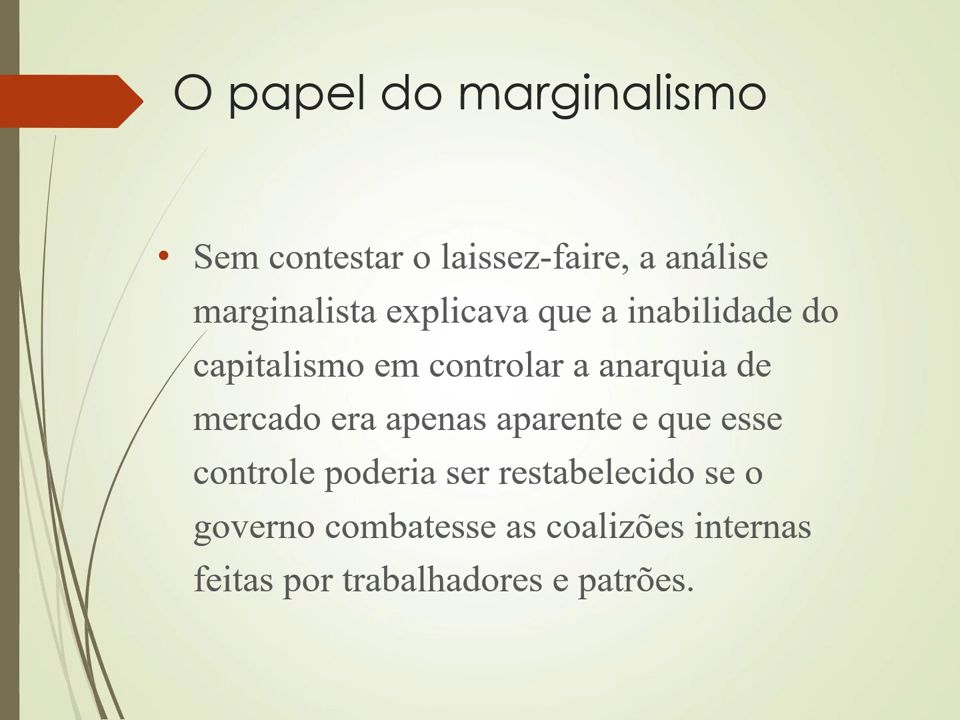 O papel do marginalismo
• Sem contestar o laissez-faire, a análise
marginalista explicava que a inabilidade do
capitalismo em controlar a anarquia de
mercado era apenas aparente e que esse
controle poderia ser restabelecido se o
governo combatesse as coalizões internas
feitas por trabalhadores e patrões.